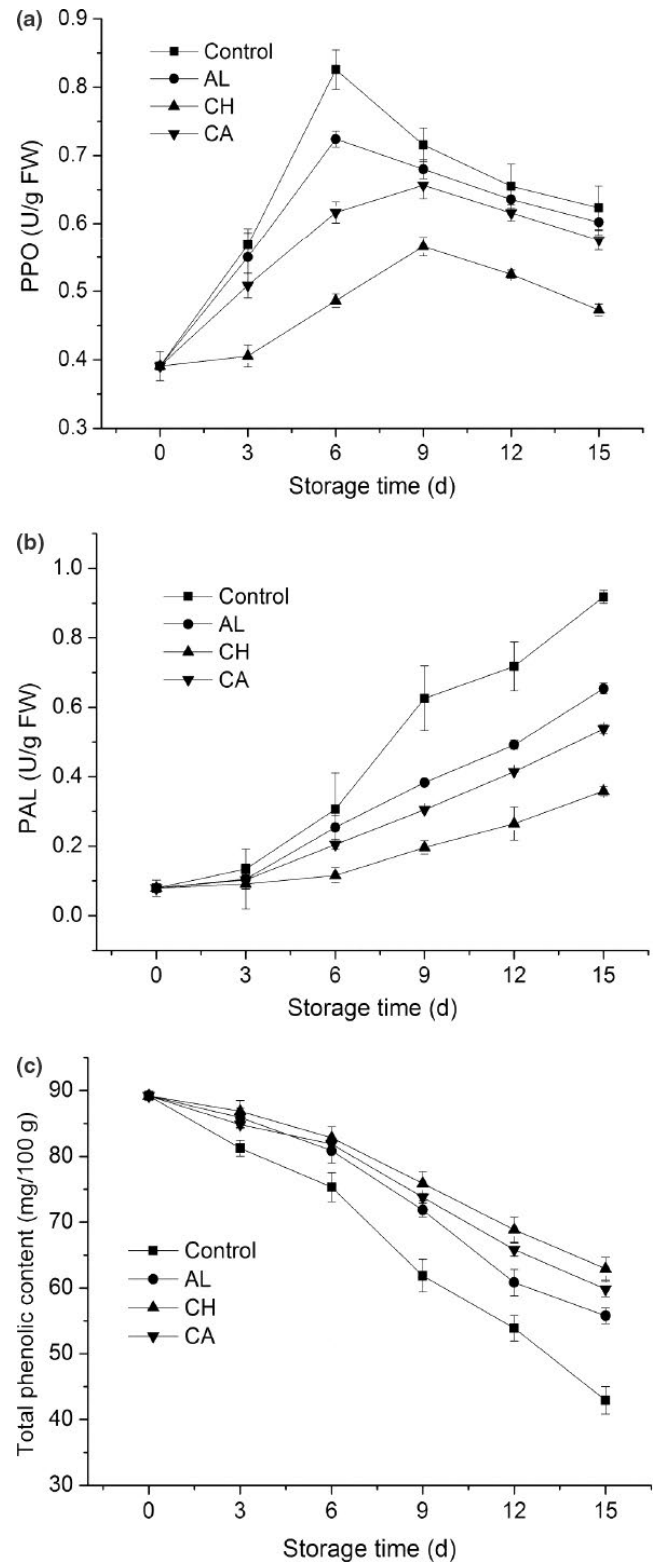 (a)
0.9
0.8
0.7
0.6
0.5
0.4
0.3
PPO (U/g FW)
Control
AL
CH
CA
0 3 6 9 12 15
Storage time (d)
(b)
1.0
0.8
0.6
0.4
0.2
0.0
PAL (U/g FW)
Control
AL
CH
CA
0 3 6 9 12 15
Storage time (d)
(c)
90
80
70
60
50
40
30
Total phenolic content (mg/100 g)
Control
AL
CH
CA
0 3 6 9 12 15
Storage time (d)